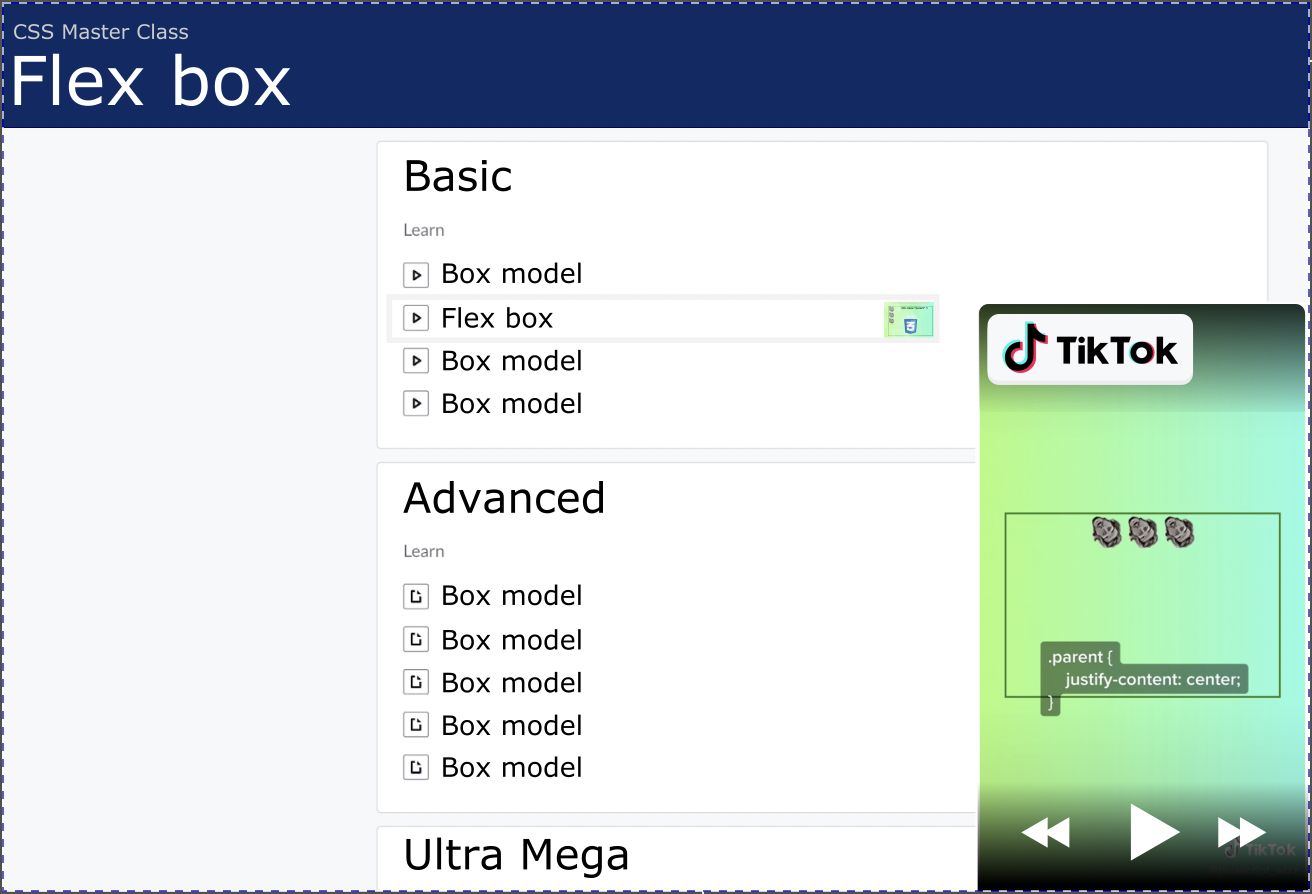 CSS Master Class
Flex box
Basic
Learn
Box model
Flex box
Box model
Box model
Advanced
Learn
Box model
Box model
Box model
Box model
Box model
Ultra Mega
TikTok
.parent {
justify-content: center;
}
TikTok